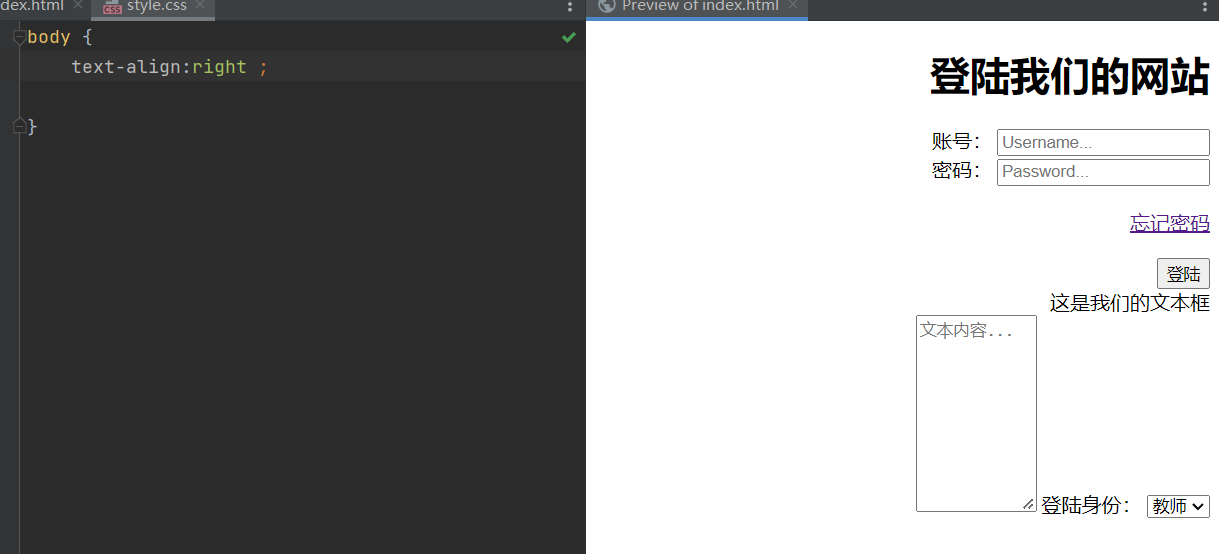 dex.html
style.css
body {
text-align:right ;
}
Preview of index.html
登陆我们的网站
账号： Username...
密码： Password...
忘记密码
登陆
这是我们的文本框
文本内容...
登陆身份： 教师